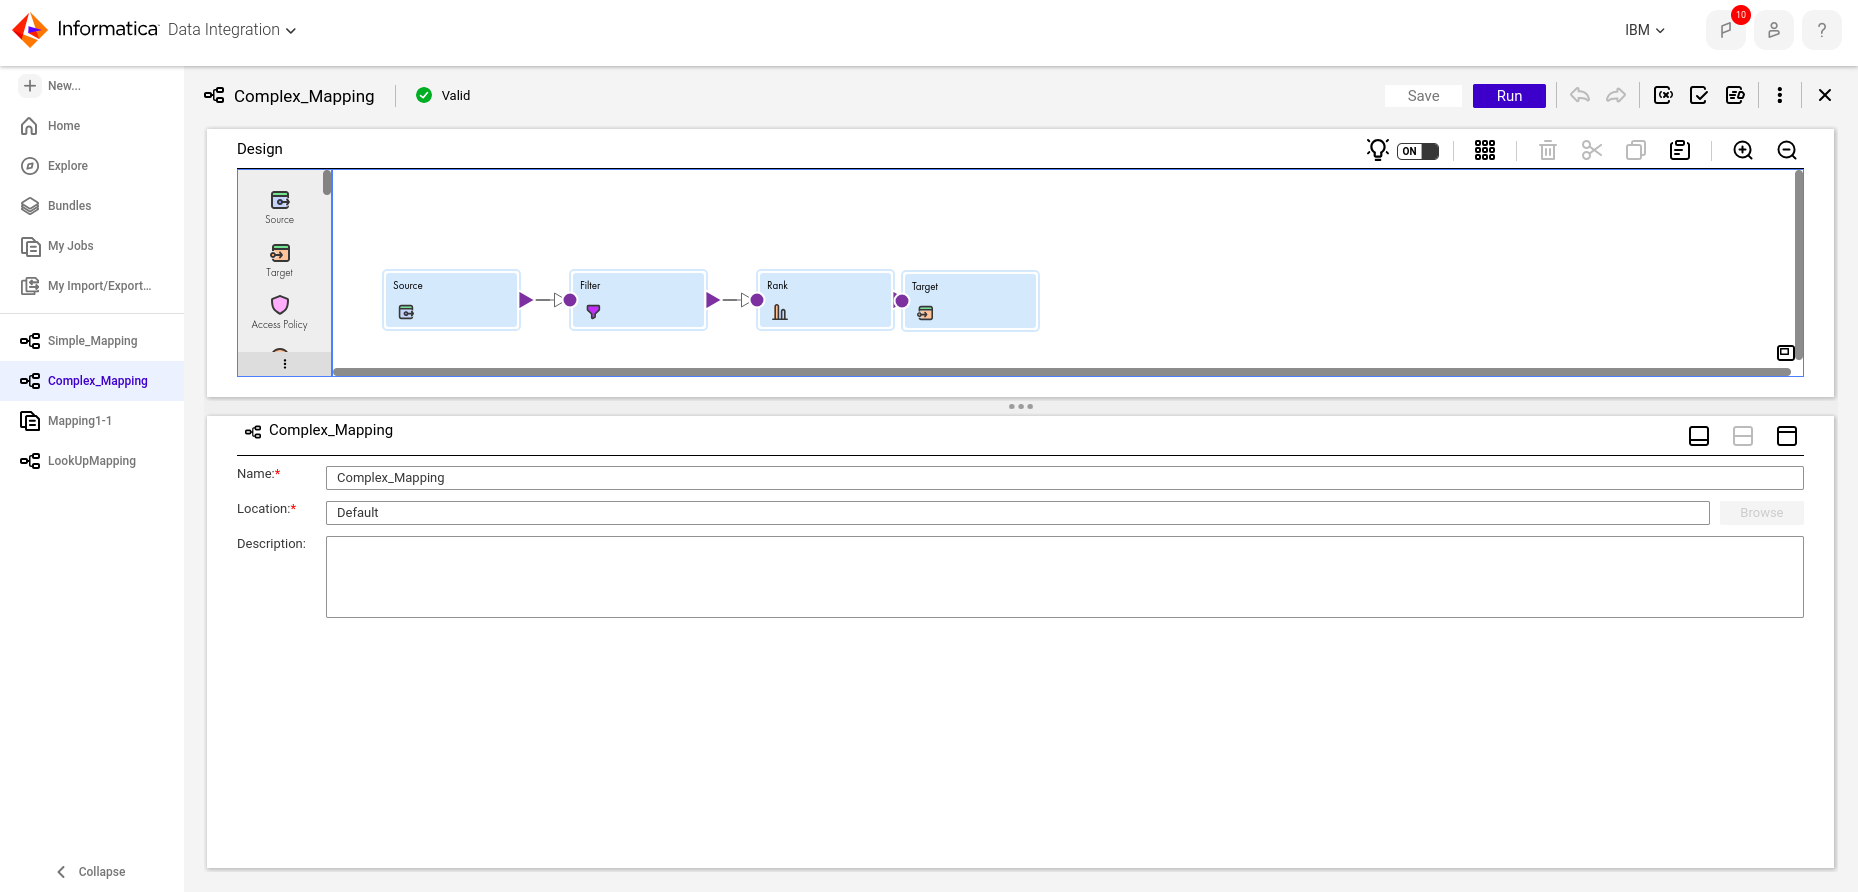 Informatica Data Integration
IBM
10
?
New...
Home
Explore
Bundles
My Jobs
My Import/Export...
Simple_Mapping
Complex_Mapping
Mapping1-1
LookUpMapping
Collapse
Complex_Mapping
Valid
Save
Run
Design
ON
Source
Target
Access Policy
Source
Filter
Rank
Target
Complex_Mapping
Name:*
Complex_Mapping
Location:*
Default
Browse
Description: